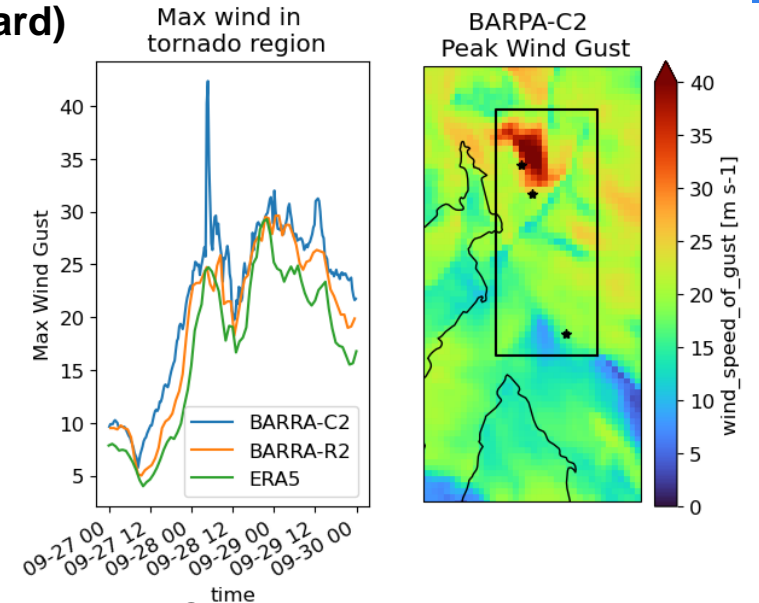 ard)
Max wind in
tornado region
Max Wind Gust
40
35
30
25
20
15
10
5
BARRA-C2
BARRA-R2
ERA5
09-27 00
09-27 12
09-28 00
09-28 12
09-29 00
09-29 12
09-30 00
time
BARPA-C2
Peak Wind Gust
40
35
30
25
20
15
10
5
0
wind_speed_of_gust [m s-1]